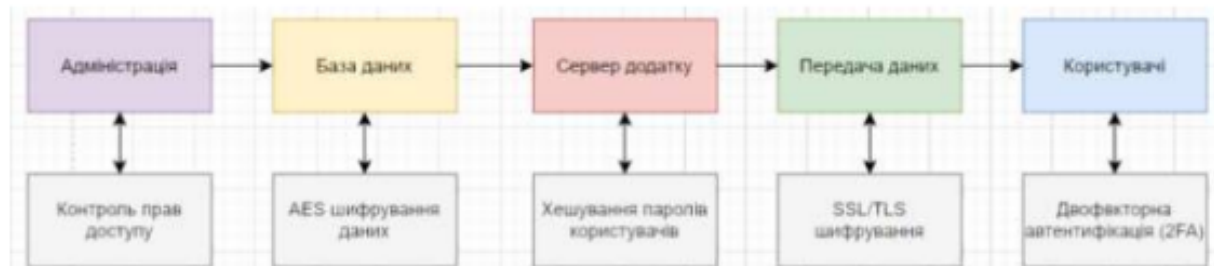 Адміністрація
База даних
Сервер додатку
Передача даних
Користувачі
Контроль прав
доступу
AES шифрування
даних
Хешування паролів
користувачів
SSL/TLS
шифрування
Двофакторна
автентифікація (2FA)